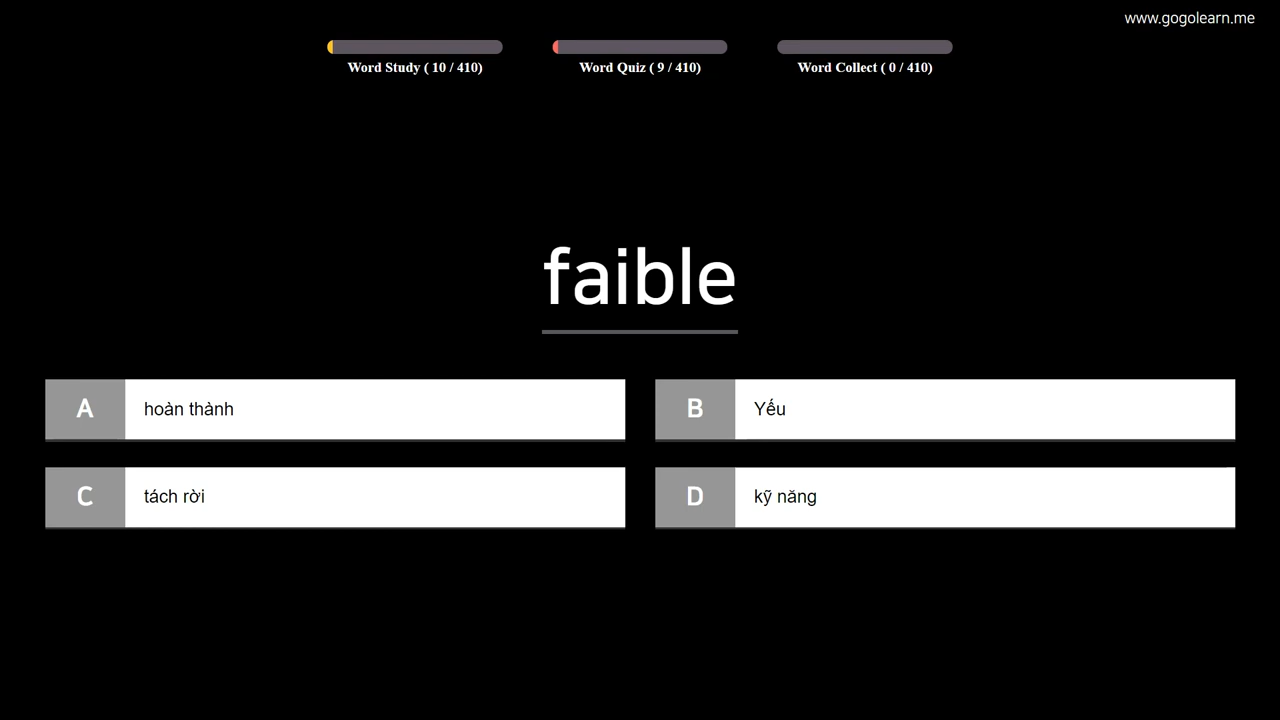 www.gogolearn.me
Word Study ( 10 / 410)
Word Quiz ( 9 / 410)
Word Collect ( 0 / 410)
faible
A hoàn thành
B Yếu
C tách rời
D kỹ năng